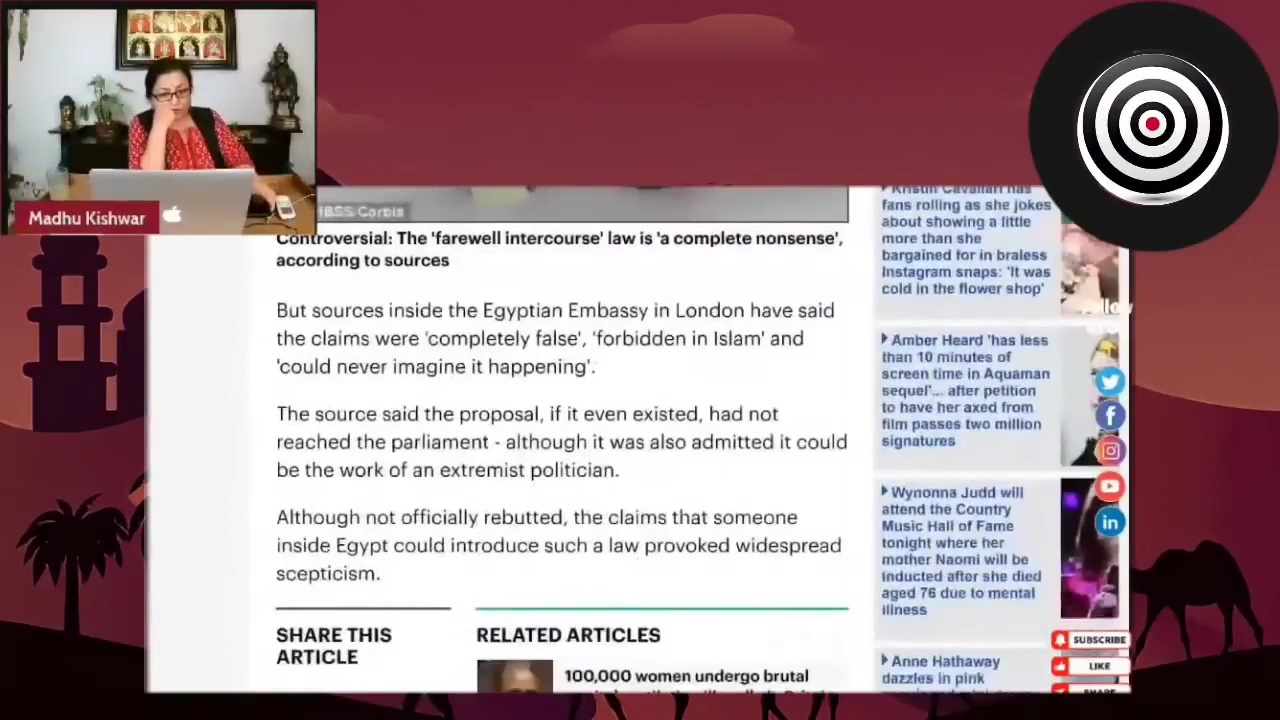 Madhu Kishwar
Controversial: The 'farewell intercourse' law is 'a complete nonsense',
according to sources
But sources inside the Egyptian Embassy in London have said
the claims were 'completely false', 'forbidden in Islam' and
'could never imagine it happening'.
The source said the proposal, if it even existed, had not
reached the parliament - although it was also admitted it could
be the work of an extremist politician.
Although not officially rebutted, the claims that someone
inside Egypt could introduce such a law provoked widespread
scepticism.
SHARE THIS
ARTICLE
RELATED ARTICLES
100,000 women undergo brutal
Kristin Cavallari has
fans rolling as she jokes
about showing a little
more than she
bargained for in braless
Instagram snaps: 'It was
cold in the flower shop'
Amber Heard 'has less
than 10 minutes of
screen time in Aquaman
sequel'... after petition
to have her axed from
film passes two million
signatures
Wynonna Judd will
attend the Country
Music Hall of Fame
tonight where her
mother Naomi will be
inducted after she died
aged 76 due to mental
illness
Anne Hathaway
dazzles in pink
in
SUBSCRIBE
LIKE
SHARE